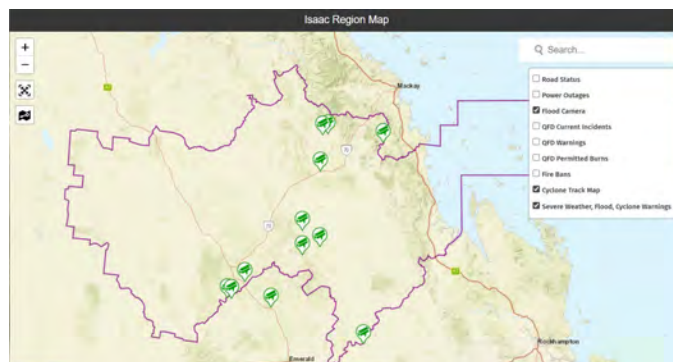 Isaac Region Map
+
−
Search...
Road Status
Power Outages
Flood Camera
QFD Current Incidents
QFD Warnings
QFD Permitted Burns
Fire Bans
Cyclone Track Map
Severe Weather, Flood, Cyclone Warnings
Mackay
Emerald
Rockhampton